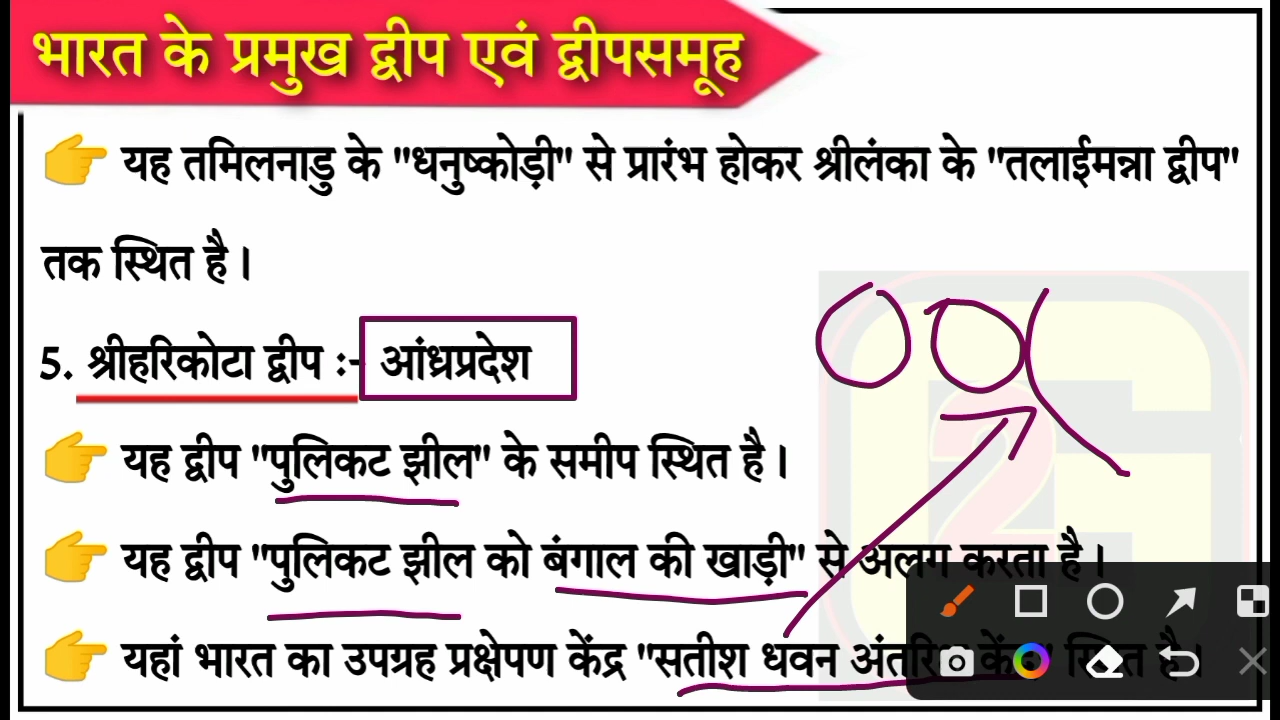 भारत के प्रमुख द्वीप एवं द्वीपसमूह
यह तमिलनाडु के "धनुष्कोड़ी" से प्रारंभ होकर श्रीलंका के "तलाईमन्ना द्वीप"
तक स्थित है।
5. श्रीहरिकोटा द्वीप :- आंध्रप्रदेश
यह द्वीप "पुलिकट झील" के समीप स्थित है।
यह द्वीप "पुलिकट झील को बंगाल की खाड़ी" से अलग करता है।
यहां भारत का उपग्रह प्रक्षेपण केंद्र "सतीश धवन अंतरिक्ष केंद्र" स्थित है।